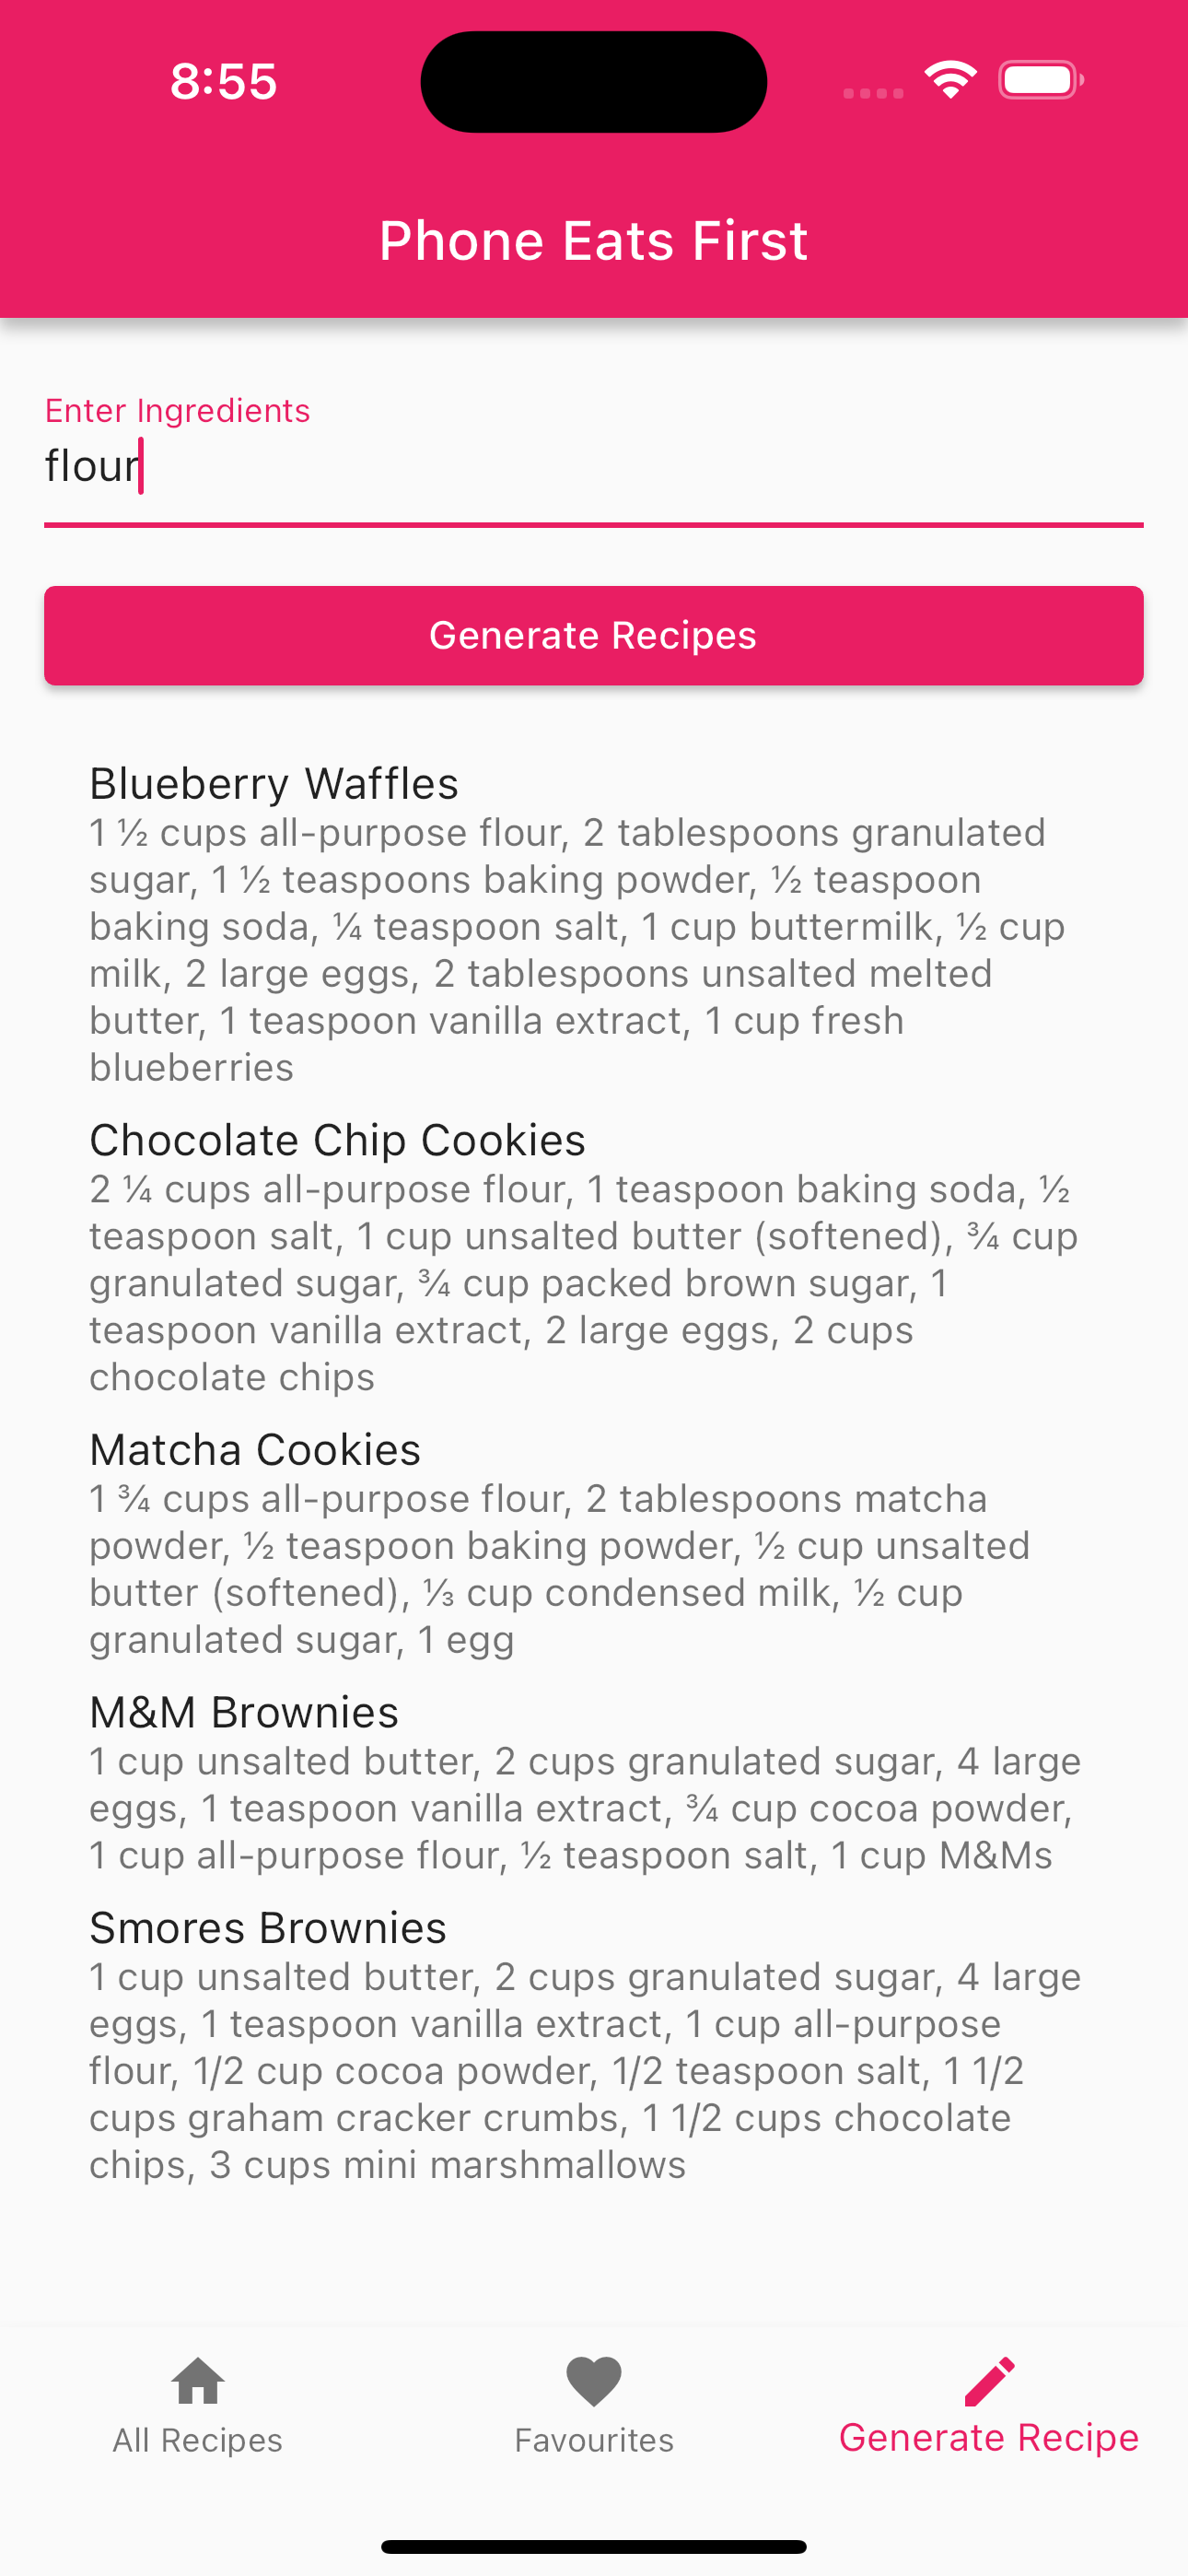 8:55
Phone Eats First
Enter Ingredients
flour
Generate Recipes
Blueberry Waffles
1 ½ cups all-purpose flour, 2 tablespoons granulated
sugar, 1 ½ teaspoons baking powder, ½ teaspoon
baking soda, ¼ teaspoon salt, 1 cup buttermilk, ½ cup
milk, 2 large eggs, 2 tablespoons unsalted melted
butter, 1 teaspoon vanilla extract, 1 cup fresh
blueberries
Chocolate Chip Cookies
2 ¼ cups all-purpose flour, 1 teaspoon baking soda, ½
teaspoon salt, 1 cup unsalted butter (softened), ¾ cup
granulated sugar, ¾ cup packed brown sugar, 1
teaspoon vanilla extract, 2 large eggs, 2 cups
chocolate chips
Matcha Cookies
1 ¾ cups all-purpose flour, 2 tablespoons matcha
powder, ½ teaspoon baking powder, ½ cup unsalted
butter (softened), ⅓ cup condensed milk, ½ cup
granulated sugar, 1 egg
M&M Brownies
1 cup unsalted butter, 2 cups granulated sugar, 4 large
eggs, 1 teaspoon vanilla extract, ¾ cup cocoa powder,
1 cup all-purpose flour, ½ teaspoon salt, 1 cup M&Ms
Smores Brownies
1 cup unsalted butter, 2 cups granulated sugar, 4 large
eggs, 1 teaspoon vanilla extract, 1 cup all-purpose
flour, 1/2 cup cocoa powder, 1/2 teaspoon salt, 1 1/2
cups graham cracker crumbs, 1 1/2 cups chocolate
chips, 3 cups mini marshmallows
All Recipes
Favourites
Generate Recipe